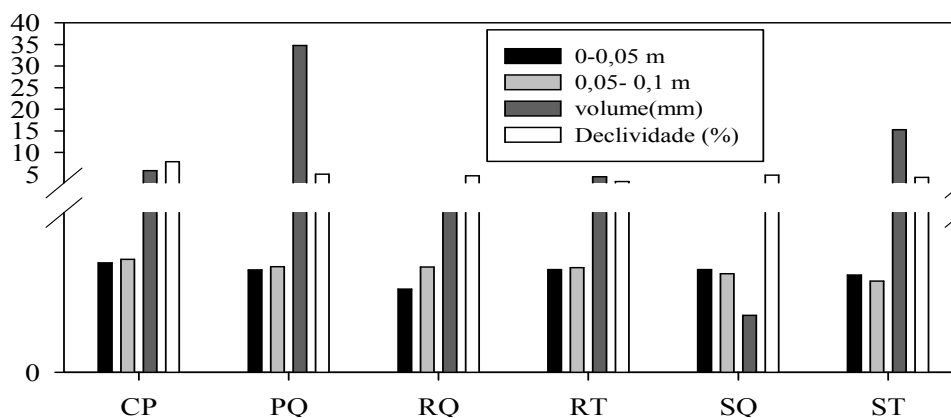 40
35
30
25
20
15
10
5
0
0-0,05 m
0,05- 0,1 m
volume(mm)
Declividade (%)
CP PQ RQ RT SQ ST